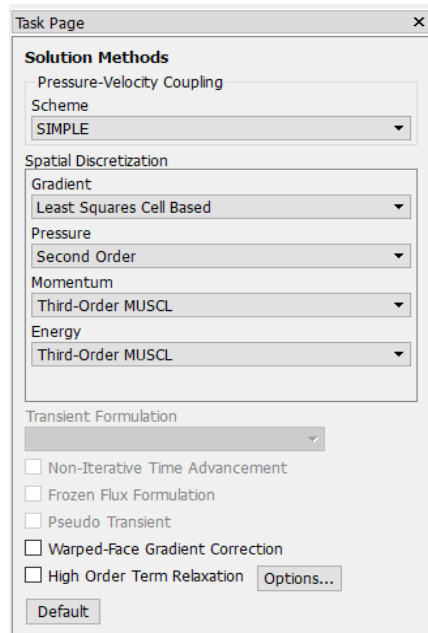 Task Page
Solution Methods
Pressure-Velocity Coupling
Scheme
SIMPLE
Spatial Discretization
Gradient
Least Squares Cell Based
Pressure
Second Order
Momentum
Third-Order MUSCL
Energy
Third-Order MUSCL
Transient Formulation
Non-Iterative Time Advancement
Frozen Flux Formulation
Pseudo Transient
Warped-Face Gradient Correction
High Order Term Relaxation Options...
Default